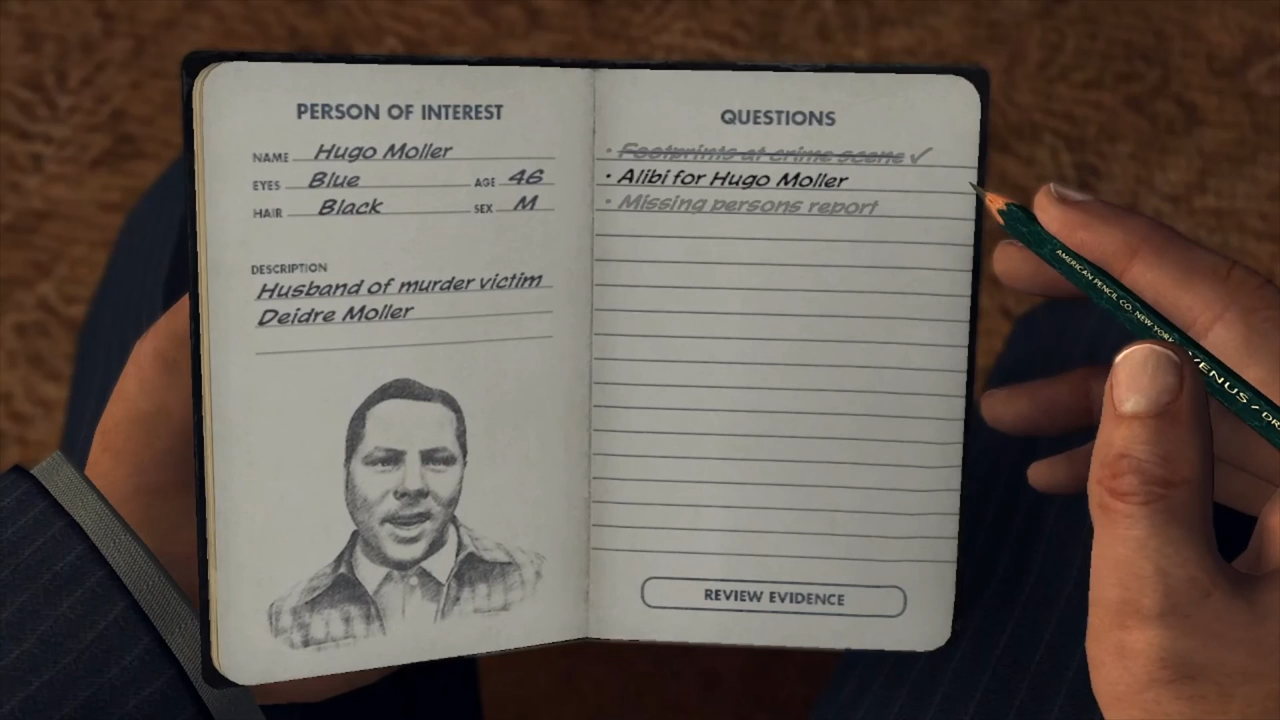 PERSON OF INTEREST
NAME Hugo Moller
EYES Blue AGE 46
HAIR Black SEX M
DESCRIPTION
Husband of murder victim
Deidre Moller
QUESTIONS
• Footprints at crime scene ✓
• Alibi for Hugo Moller
• Missing persons report
REVIEW EVIDENCE
AMERICAN PENCIL CO. NEW YORK VENUS / DR